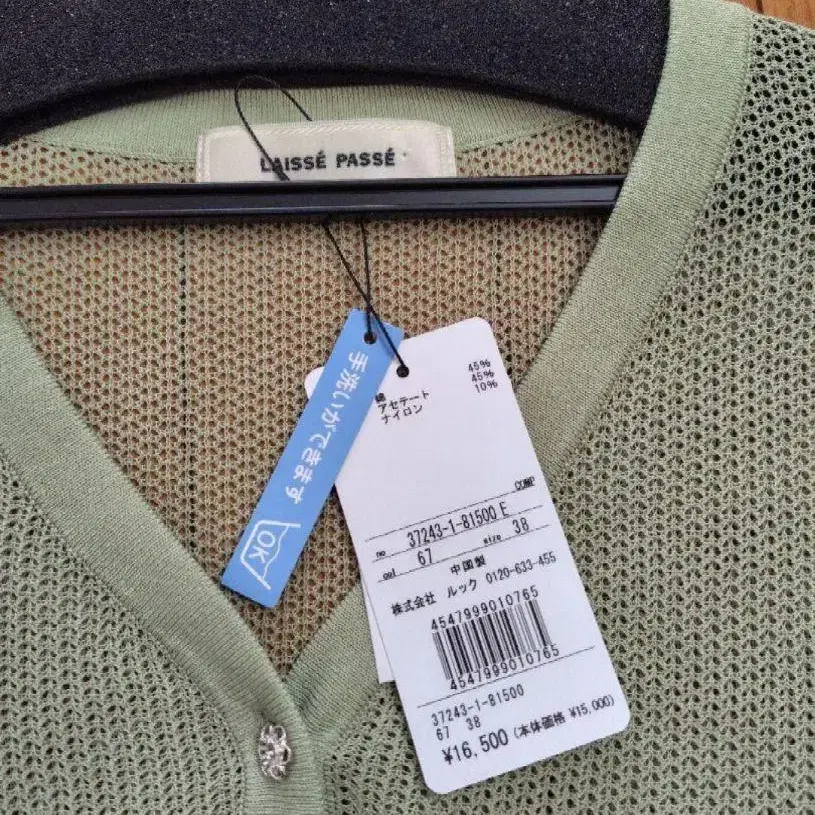 LAISSÉ PASSÉ
手洗いができます
OK
綿 45%
アセテート 45%
ナイロン 10%
COMP
no 37243-1-81500 E
col 67 size 38
中国製
株式会社 ルック 0120-633-455
4547999010765
4547999010765
37243-1-81500
67 38
¥16,500 (本体価格 ¥15,000)